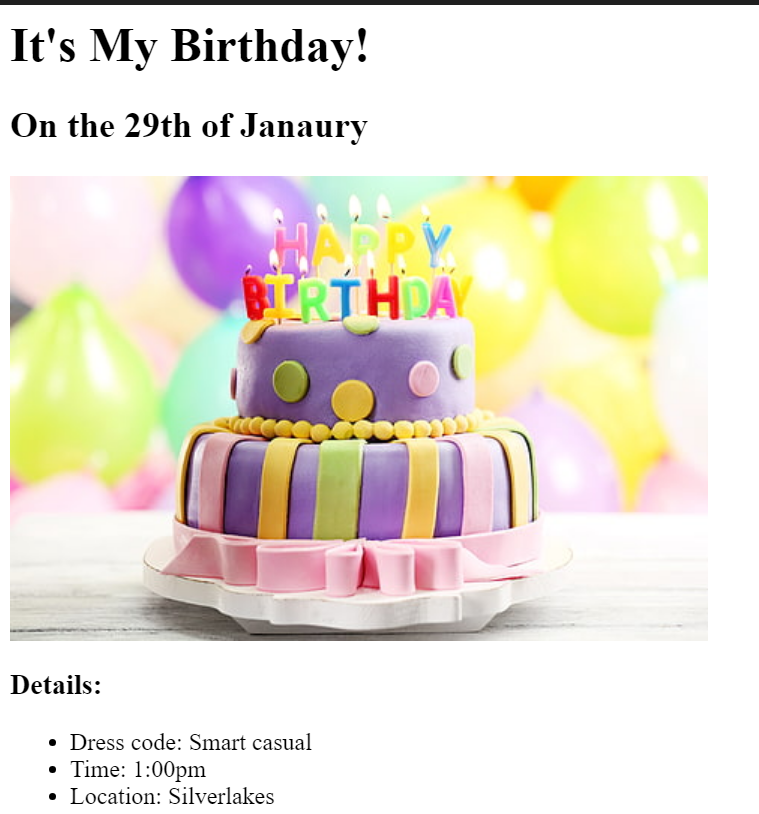 It's My Birthday!
On the 29th of Janaury
HAPPY
BIRTHDAY
Details:
Dress code: Smart casual
Time: 1:00pm
Location: Silverlakes